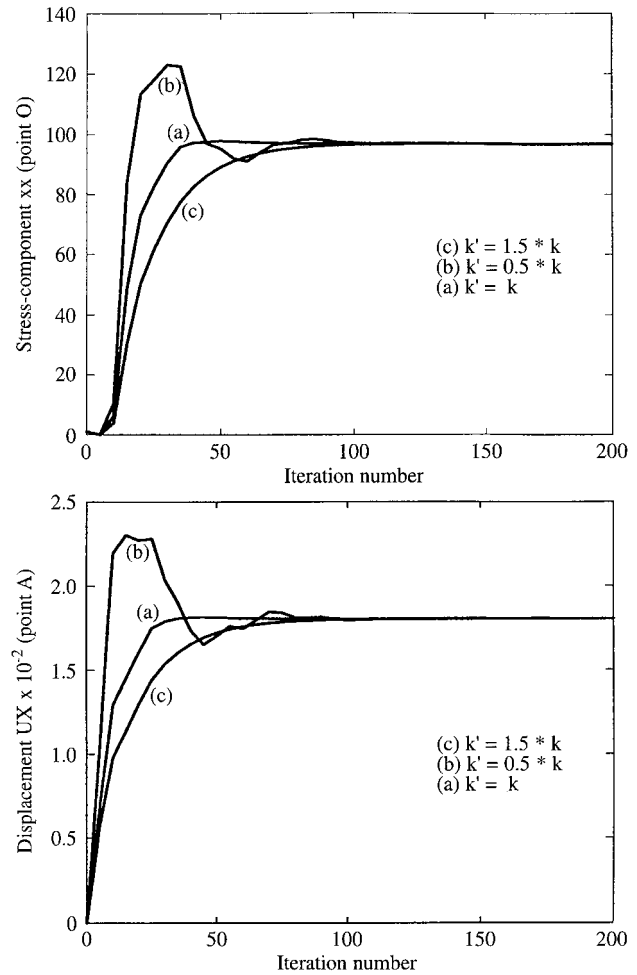 140
120
100
80
60
40
20
0
Stress-component xx (point O)
(b)
(a)
(c)
(c) k' = 1.5 * k
(b) k' = 0.5 * k
(a) k' = k
0
50
100
150
200
Iteration number
2.5
2.0
1.5
1.0
0.5
0
Displacement UX x 10⁻² (point A)
(b)
(a)
(c)
(c) k' = 1.5 * k
(b) k' = 0.5 * k
(a) k' = k
0
50
100
150
200
Iteration number